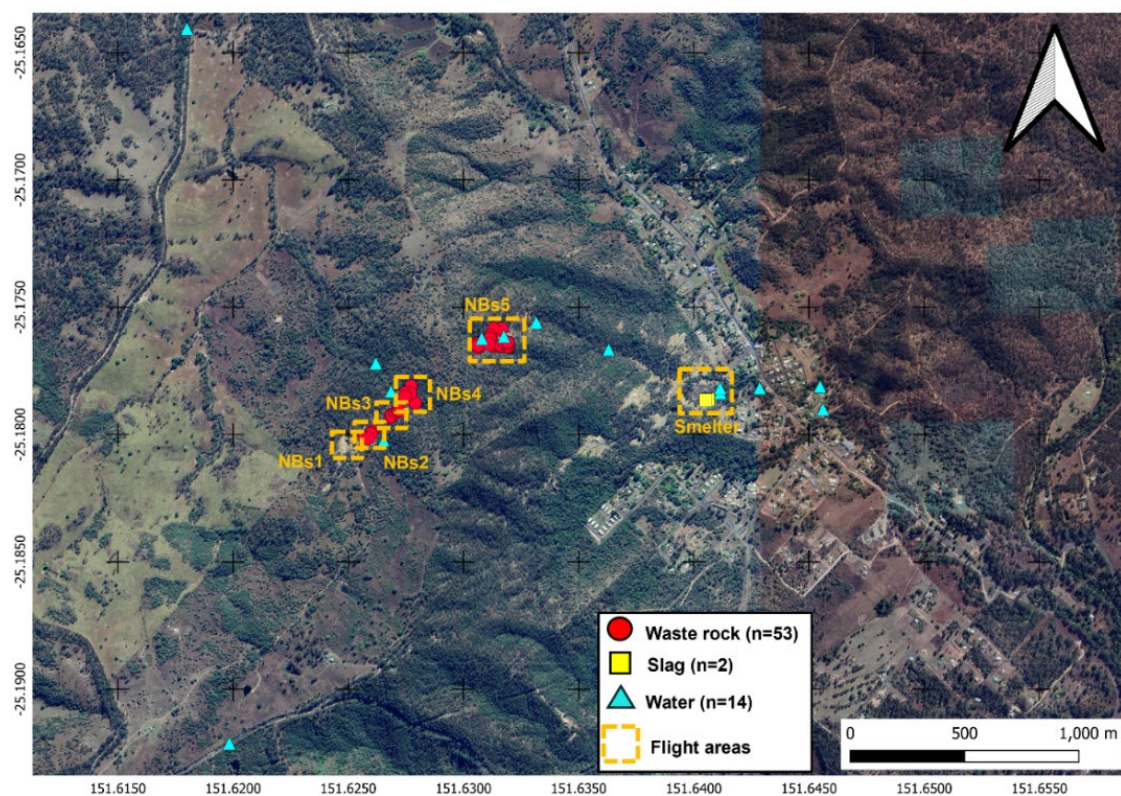 -25.1650
-25.1700
-25.1750
-25.1800
-25.1850
-25.1900
NBs5
NBs4
NBs3
NBs1
NBs2
Smelter
Waste rock (n=53)
Slag (n=2)
Water (n=14)
Flight areas
0 500 1,000 m
151.6150 151.6200 151.6250 151.6300 151.6350 151.6400 151.6450 151.6500 151.6550